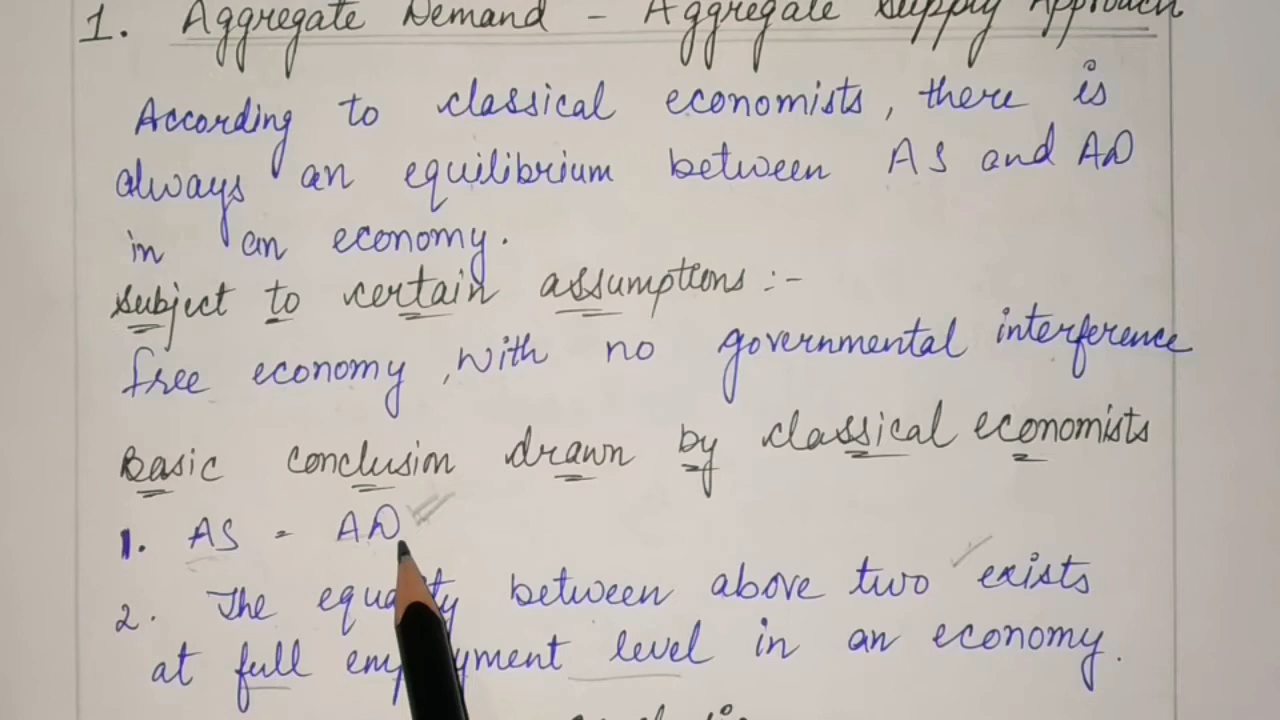 1. Aggregate Demand - Aggregate Supply Approach
According to classical economists, there is
always an equilibrium between AS and AD
in an economy.
Subject to certain assumptions :-
free economy, with no governmental interference
Basic conclusion drawn by classical economists
1. AS = AD
2. The equality between above two exists
at full employment level in an economy.